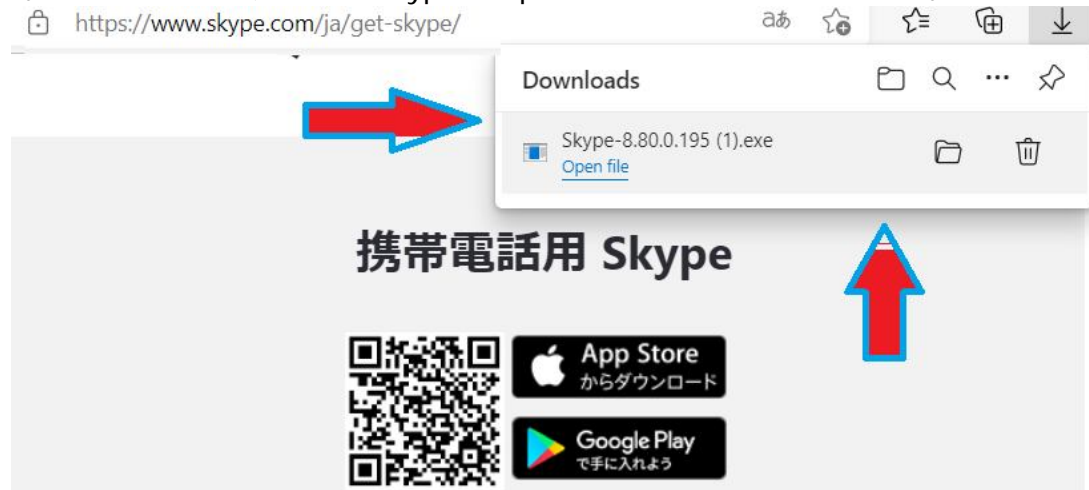 https://www.skype.com/ja/get-skype/
aあ
Downloads
Skype-8.80.0.195 (1).exe
Open file
携帯電話用 Skype
App Store
からダウンロード
Google Play
で手に入れよう